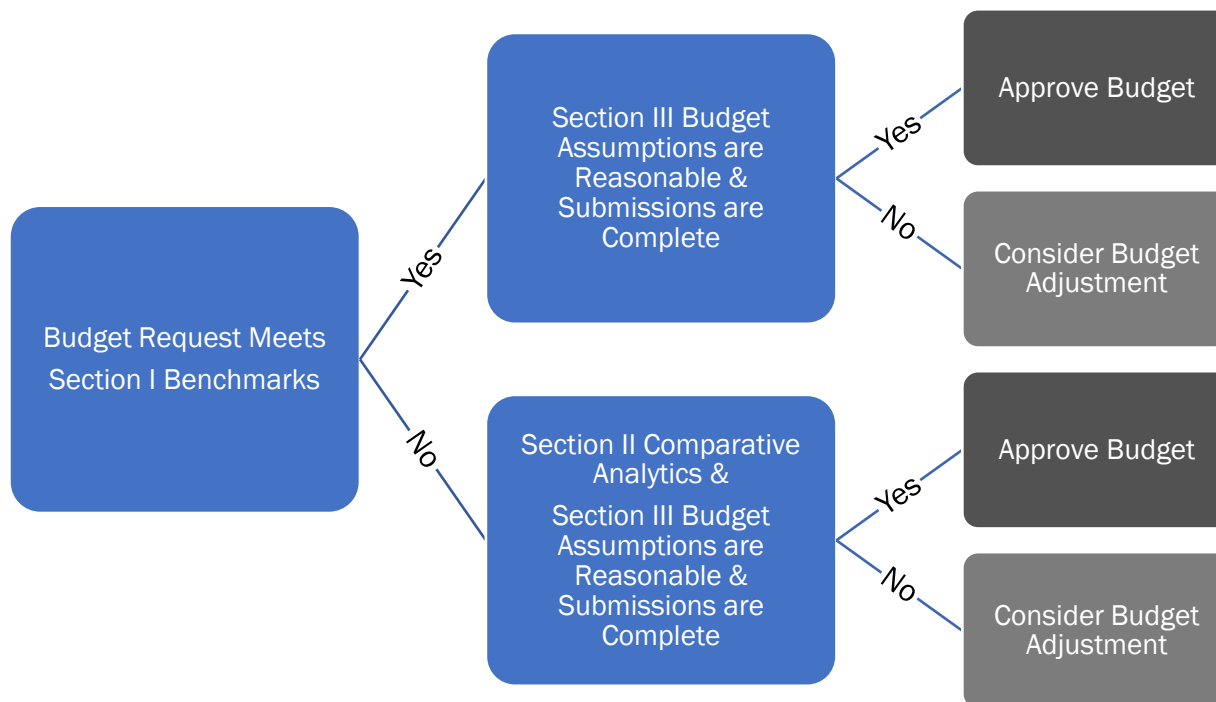 Budget Request Meets
Section I Benchmarks
Yes
No
Section III Budget
Assumptions are
Reasonable &
Submissions are
Complete
Yes
No
Approve Budget
Consider Budget
Adjustment
Section II Comparative
Analytics &
Section III Budget
Assumptions are
Reasonable &
Submissions are
Complete
Yes
No
Approve Budget
Consider Budget
Adjustment